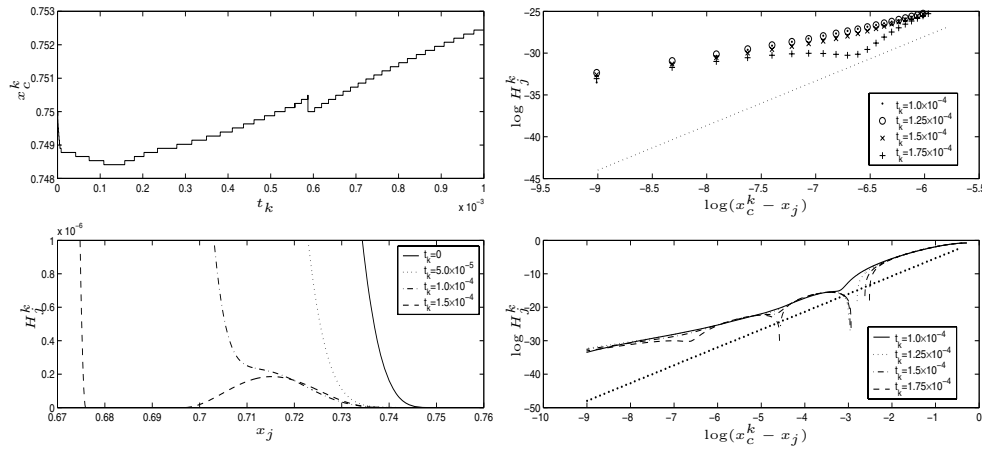 0.753
0.752
0.751
0.75
0.749
0.748
x_c^k
0 0.1 0.2 0.3 0.4 0.5 0.6 0.7 0.8 0.9 1
t_k
x 10^-3
-25
-30
-35
-40
-45
log H_j^k
t_k=1.0×10^-4
t_k=1.25×10^-4
t_k=1.5×10^-4
t_k=1.75×10^-4
-9.5 -9 -8.5 -8 -7.5 -7 -6.5 -6 -5.5
log(x_c^k − x_j)
x 10^-6
1
0.8
0.6
0.4
0.2
0
H_j^k
t_k=0
t_k=5.0×10^-5
t_k=1.0×10^-4
t_k=1.5×10^-4
0.67 0.68 0.69 0.7 0.71 0.72 0.73 0.74 0.75 0.76
x_j
0
-10
-20
-30
-40
-50
log H_j^k
t_k=1.0×10^-4
t_k=1.25×10^-4
t_k=1.5×10^-4
t_k=1.75×10^-4
-10 -9 -8 -7 -6 -5 -4 -3 -2 -1 0
log(x_c^k − x_j)